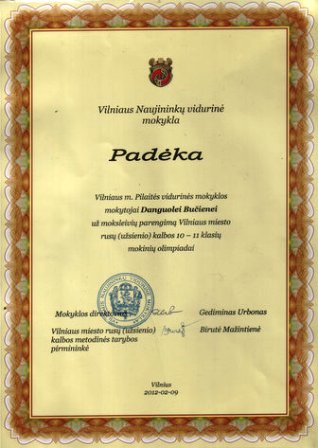 Vilniaus Naujininkų vidurinė
mokykla
Padėka
Vilniaus m. Pilaitės vidurinės mokyklos
mokytojai Danguolei Bučienei
už moksleivių parengimą Vilniaus miesto
rusų (užsienio) kalbos 10 – 11 klasių
mokinių olimpiadai
Mokyklos direktorius Gediminas Urbonas
Vilniaus miesto rusų (užsienio) Birutė Mažintienė
kalbos metodinės tarybos
pirmininkė
Vilnius
2012-02-09